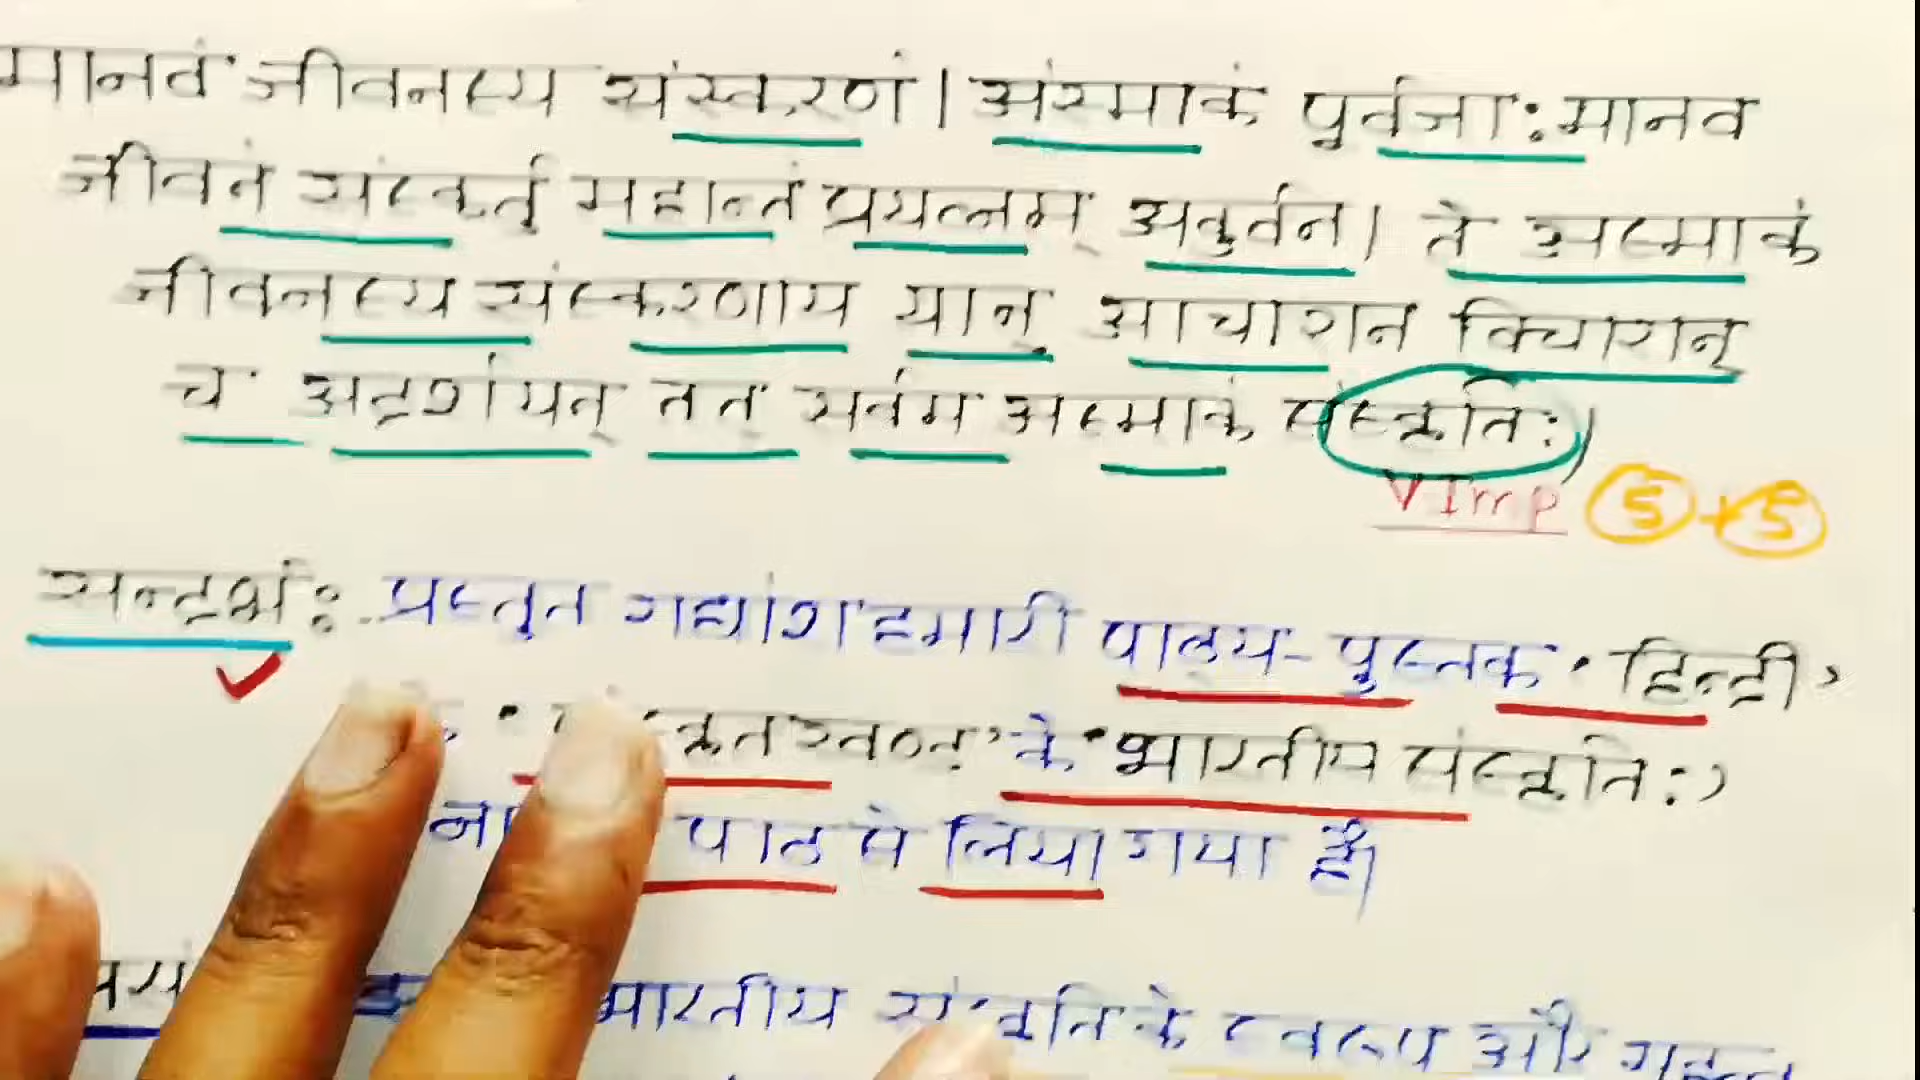 मानवं जीवनस्य संस्करणं। अंस्माकं पूर्वजाः मानव
जीवनं संस्कर्तुं महान्तं प्रयत्नम् अकुर्वन। ते अस्माकं
जीवनस्य संस्करणाय यान् आचारान विचारान्
च अदर्शयन् तत् सर्वम अस्माकं संस्कृतिः)
V Imp 5+5
सन्दर्भः- प्रस्तुत गद्यांश हमारी पाठ्य-पुस्तक 'हिन्दी'
के ' के 'भारतीय संस्कृतिः)
पाठ से लिया गया है।
भारतीय संस्कृति के स्वरूप और